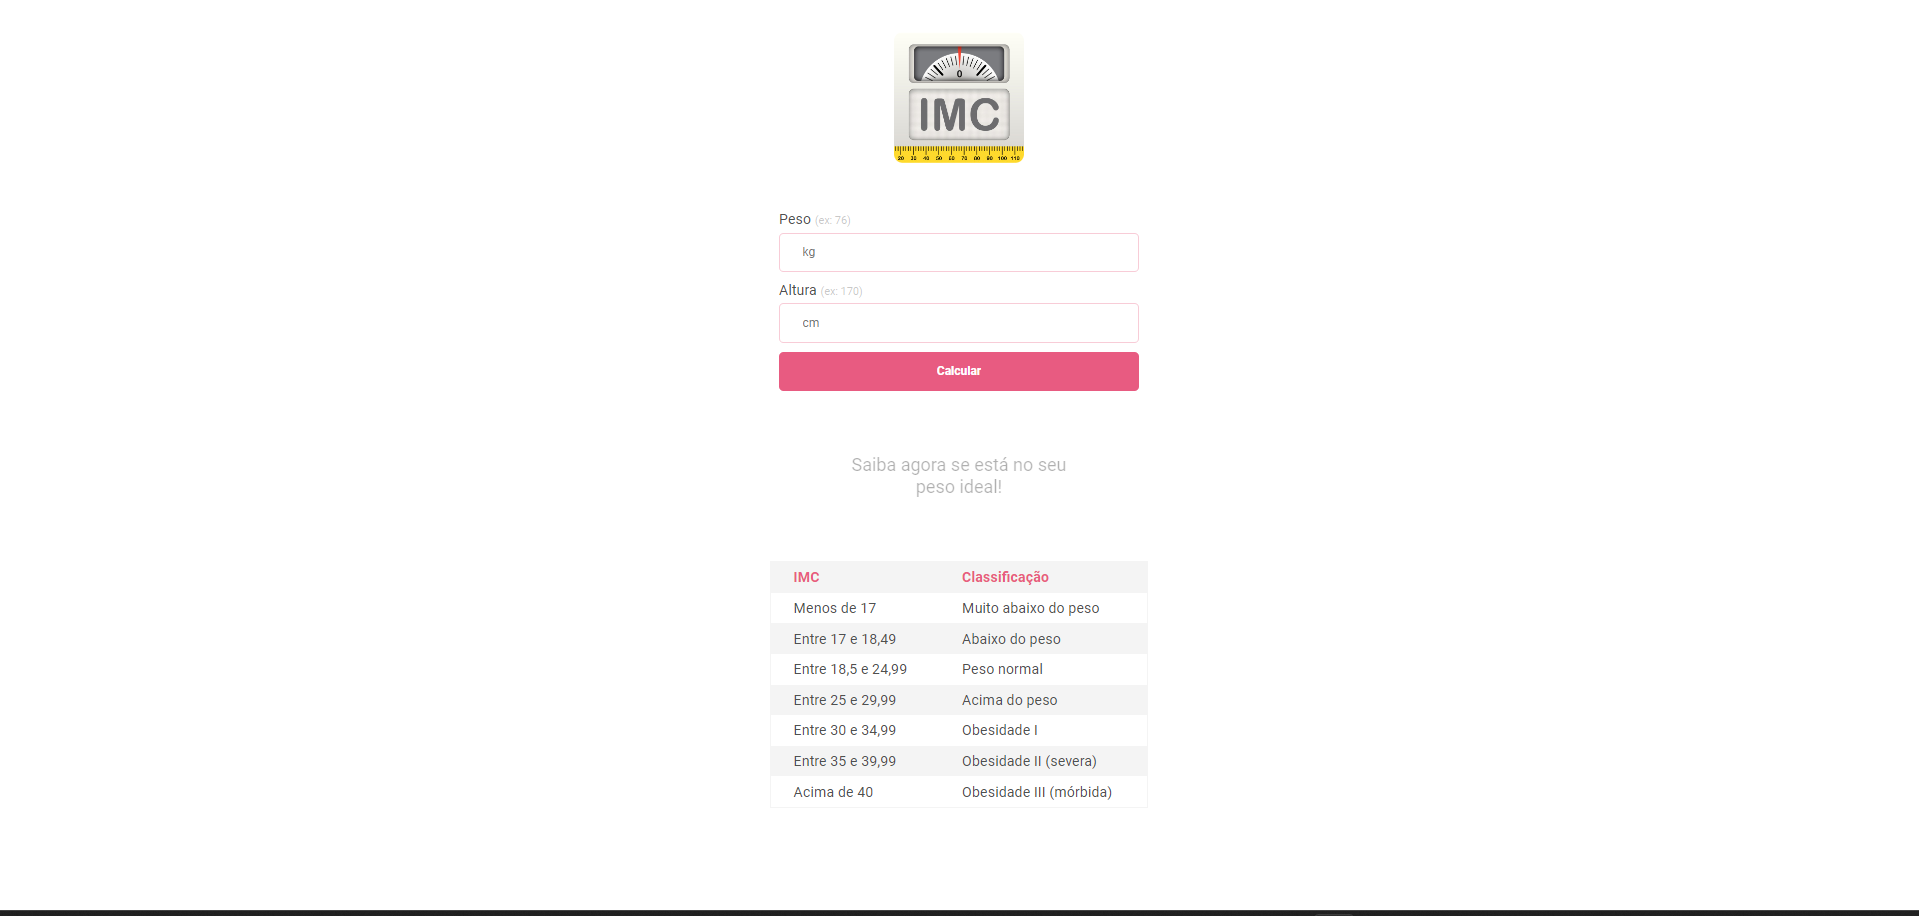 0
IMC
20 30 40 50 60 70 80 90 100 110
Peso (ex: 76)
kg
Altura (ex: 170)
cm
Calcular
Saiba agora se está no seu
peso ideal!
IMC Classificação
Menos de 17 Muito abaixo do peso
Entre 17 e 18,49 Abaixo do peso
Entre 18,5 e 24,99 Peso normal
Entre 25 e 29,99 Acima do peso
Entre 30 e 34,99 Obesidade I
Entre 35 e 39,99 Obesidade II (severa)
Acima de 40 Obesidade III (mórbida)